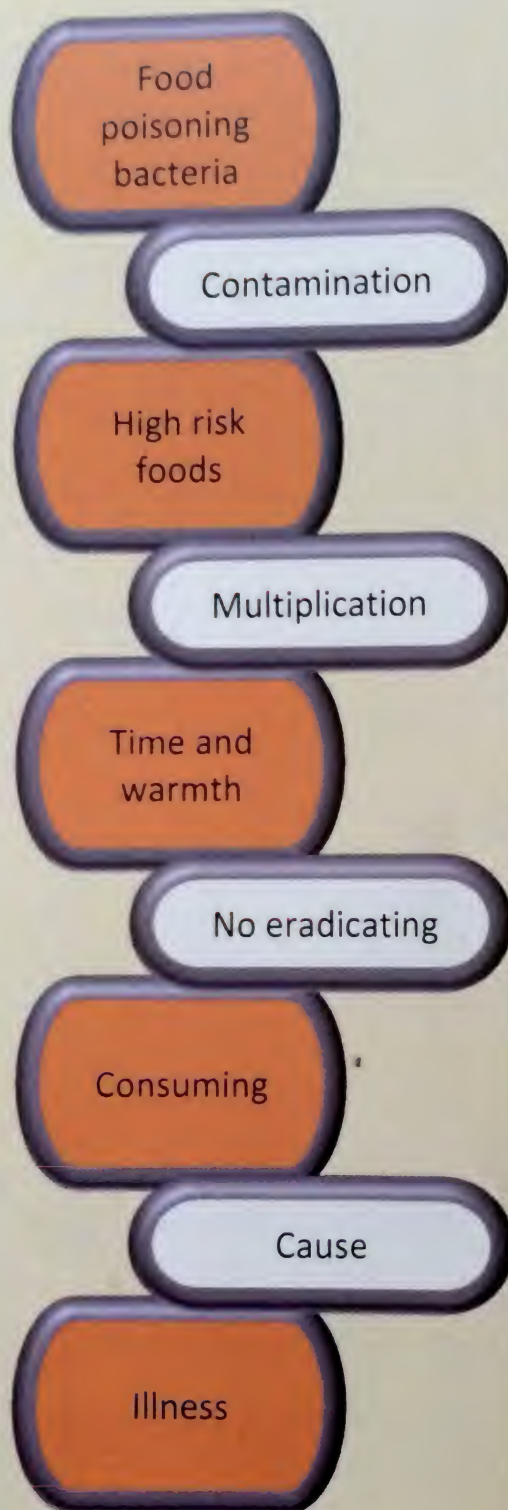 Food
poisoning
bacteria
Contamination
High risk
foods
Multiplication
Time and
warmth
No eradicating
Consuming
Cause
Illness